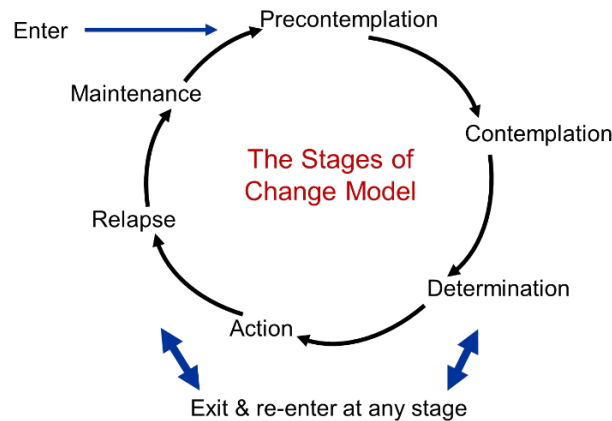 Enter
Precontemplation
Maintenance
Contemplation
The Stages of
Change Model
Relapse
Determination
Action
Exit & re-enter at any stage